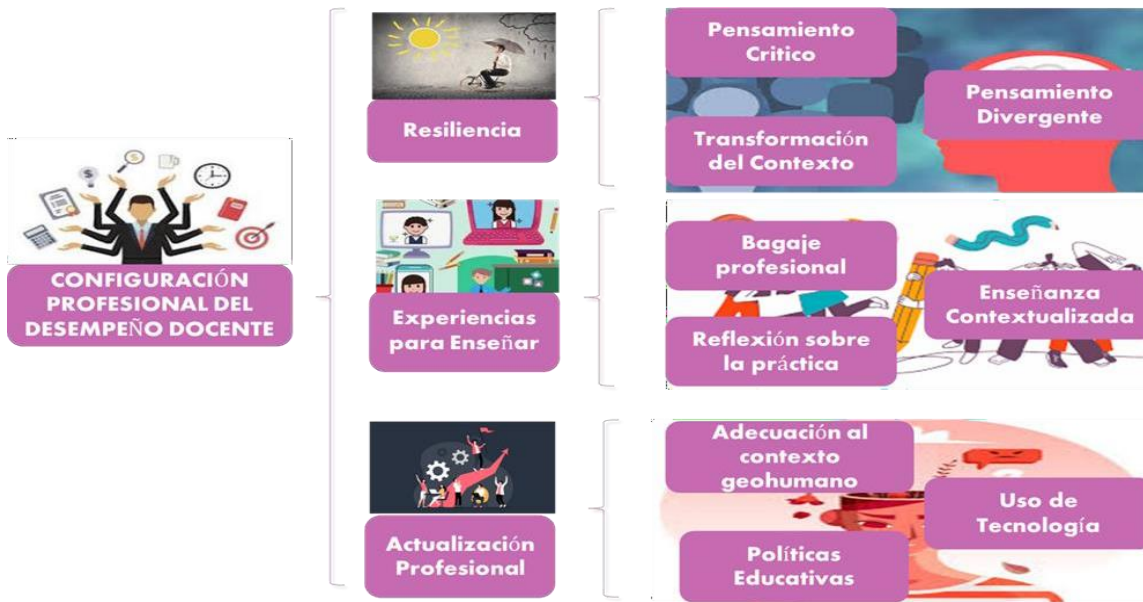 CONFIGURACIÓN
PROFESIONAL DEL
DESEMPEÑO DOCENTE
Resiliencia
Pensamiento
Critico
Pensamiento
Divergente
Transformación
del Contexto
Experiencias
para Enseñar
Bagaje
profesional
Enseñanza
Contextualizada
Reflexión sobre
la práctica
Actualización
Profesional
Adecuación al
contexto
geohumano
Uso de
Tecnología
Políticas
Educativas